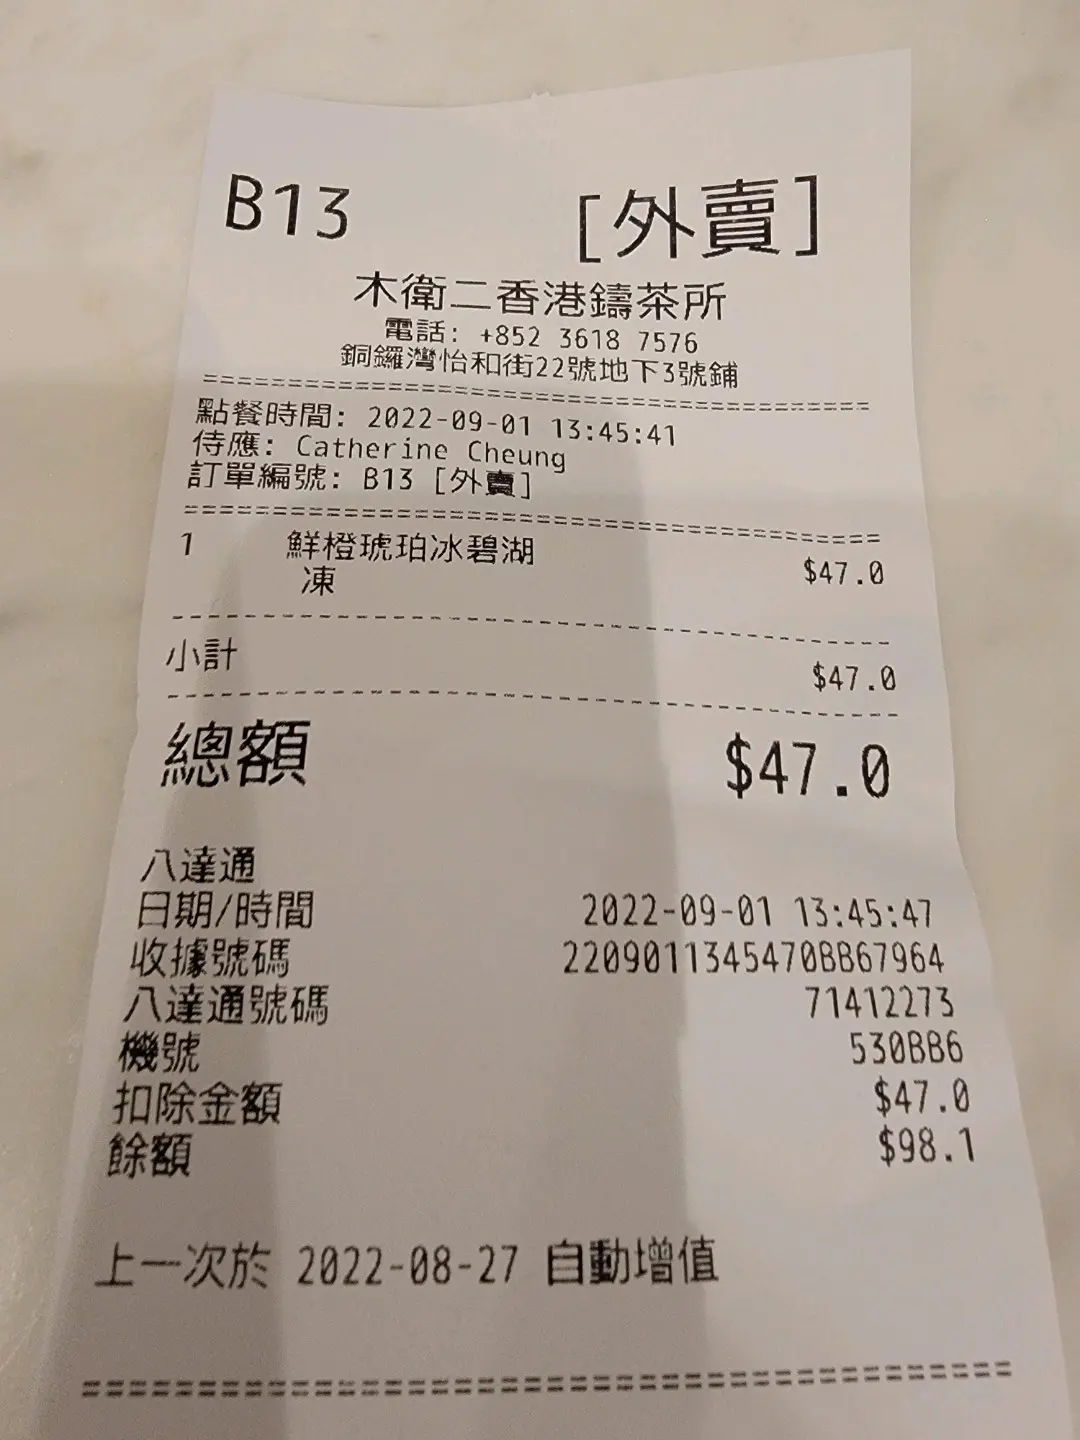 B13 [外賣]
木衛二香港鑄茶所
電話: +852 3618 7576
銅鑼灣怡和街22號地下3號鋪
========================================
點餐時間: 2022-09-01 13:45:41
侍應: Catherine Cheung
訂單編號: B13 [外賣]
========================================
1 鮮橙琥珀冰碧湖 $47.0
凍
----------------------------------------
小計 $47.0
----------------------------------------
總額 $47.0
八達通
日期/時間 2022-09-01 13:45:47
收據號碼 2209011345470BB67964
八達通號碼 71412273
機號 530BB6
扣除金額 $47.0
餘額 $98.1
上一次於 2022-08-27 自動增值
========================================